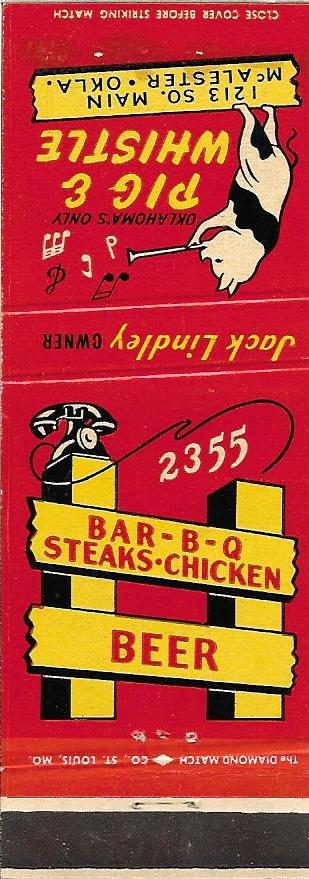 CLOSE COVER BEFORE STRIKING MATCH
OKLAHOMA'S ONLY
PIG &
WHISTLE
1213 SO. MAIN
McALESTER • OKLA.
Jack Lindley OWNER
2355
BAR-B-Q
STEAKS•CHICKEN
BEER
The DIAMOND MATCH CO., ST. LOUIS, MO.